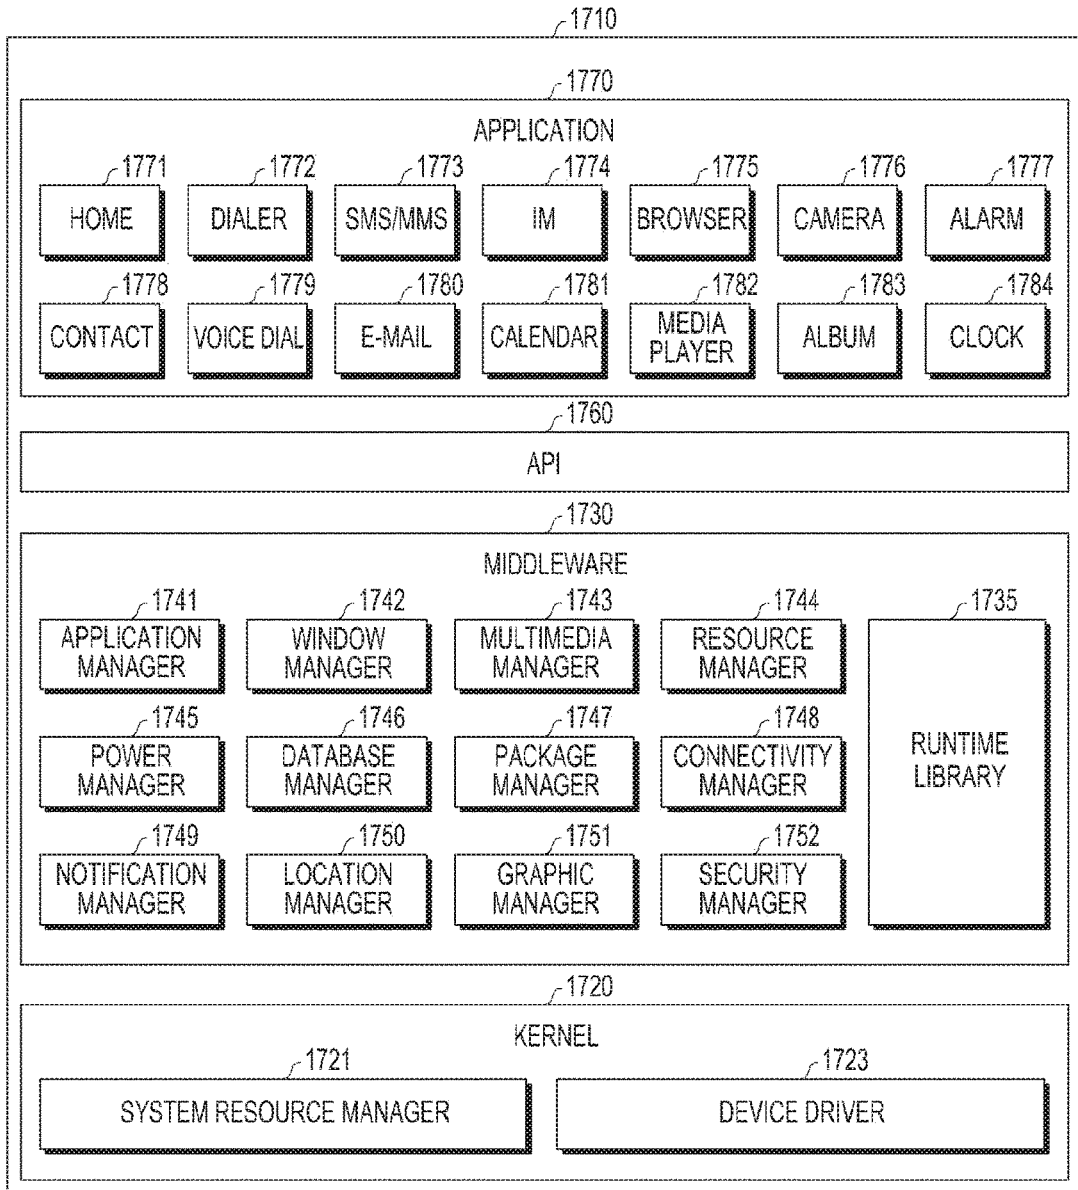 1710
1770
APPLICATION
1771 1772 1773 1774 1775 1776 1777
HOME DIALER SMS/MMS IM BROWSER CAMERA ALARM
1778 1779 1780 1781 1782 1783 1784
CONTACT VOICE DIAL E-MAIL CALENDAR MEDIA PLAYER ALBUM CLOCK
1760
API
1730
MIDDLEWARE
1741 1742 1743 1744 1735
APPLICATION MANAGER WINDOW MANAGER MULTIMEDIA MANAGER RESOURCE MANAGER
1745 1746 1747 1748
POWER MANAGER DATABASE MANAGER PACKAGE MANAGER CONNECTIVITY MANAGER RUNTIME LIBRARY
1749 1750 1751 1752
NOTIFICATION MANAGER LOCATION MANAGER GRAPHIC MANAGER SECURITY MANAGER
1720
KERNEL
1721 1723
SYSTEM RESOURCE MANAGER DEVICE DRIVER